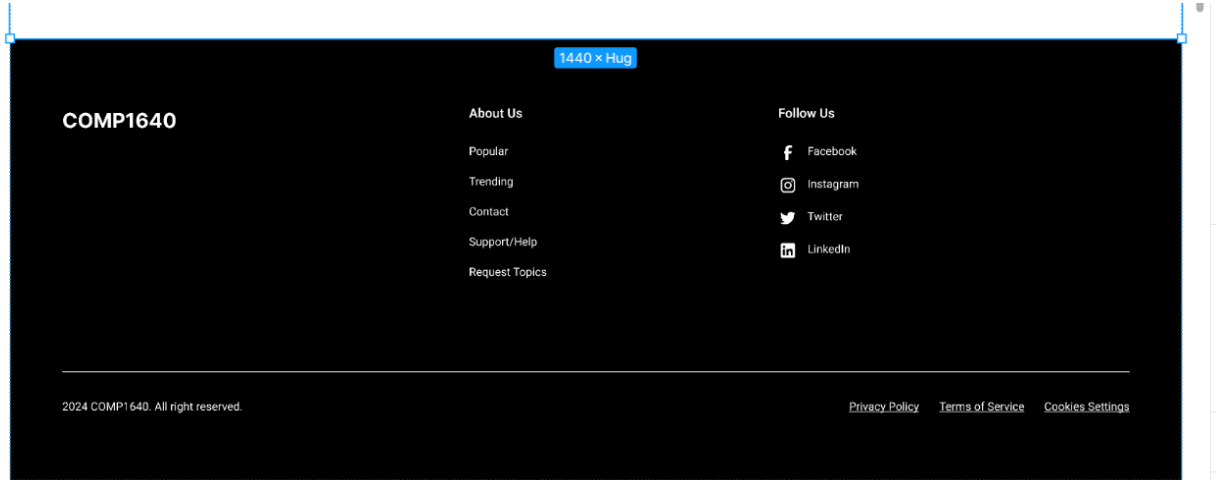 1440 × Hug
COMP1640
About Us
Popular
Trending
Contact
Support/Help
Request Topics
Follow Us
Facebook
Instagram
Twitter
LinkedIn
2024 COMP1640. All right reserved.
Privacy Policy Terms of Service Cookies Settings